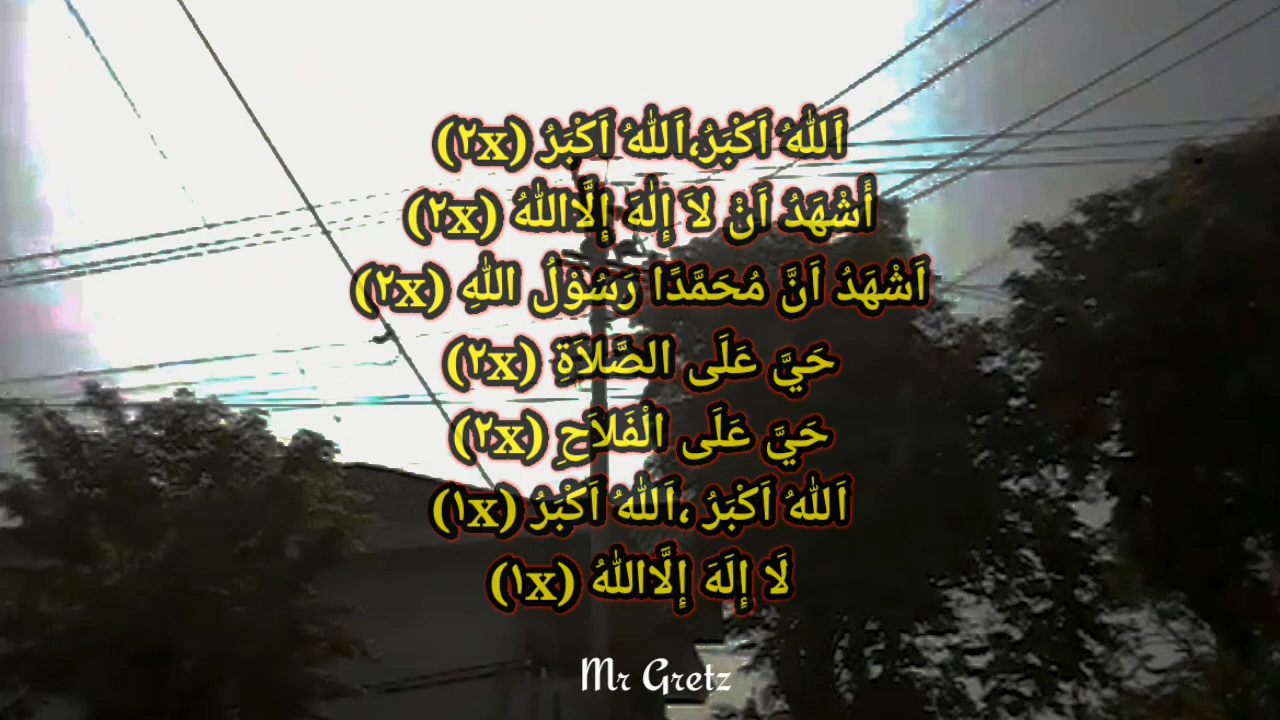 اَللّٰهُ اَكْبَرُ،اَللّٰهُ اَكْبَرُ (٢x)
أَشْهَدُ اَنْ لاَ إِلٰهَ إِلَّااللّٰهُ (٢x)
اَشْهَدُ اَنَّ مُحَمَّدًا رَسُوْلُ اللّٰهِ (٢x)
حَيَّ عَلَى الصَّلاَةِ (٢x)
حَيَّ عَلَى الْفَلاَحِ (٢x)
اَللّٰهُ اَكْبَرُ ،اَللّٰهُ اَكْبَرُ (١x)
لَا إِلَهَ إِلَّااللّٰهُ (١x)
Mr Gretz